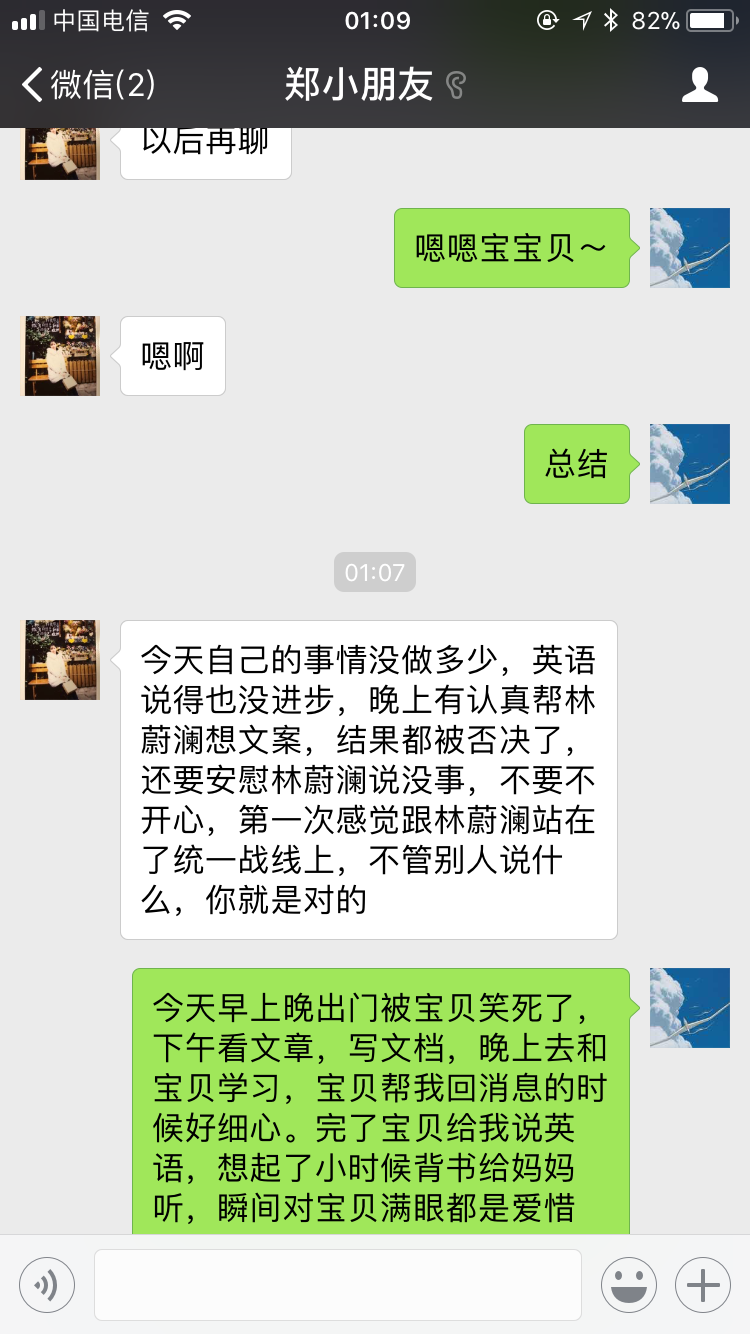 中国电信 01:09 82%
微信(2) 郑小朋友
以后再聊
嗯嗯宝宝贝～
嗯啊
总结
01:07
今天自己的事情没做多少，英语
说得也没进步，晚上有认真帮林
蔚澜想文案，结果都被否决了，
还要安慰林蔚澜说没事，不要不
开心，第一次感觉跟林蔚澜站在
了统一战线上，不管别人说什
么，你就是对的
今天早上晚出门被宝贝笑死了，
下午看文章，写文档，晚上去和
宝贝学习，宝贝帮我回消息的时
候好细心。完了宝贝给我说英
语，想起了小时候背书给妈妈
听，瞬间对宝贝满眼都是爱惜